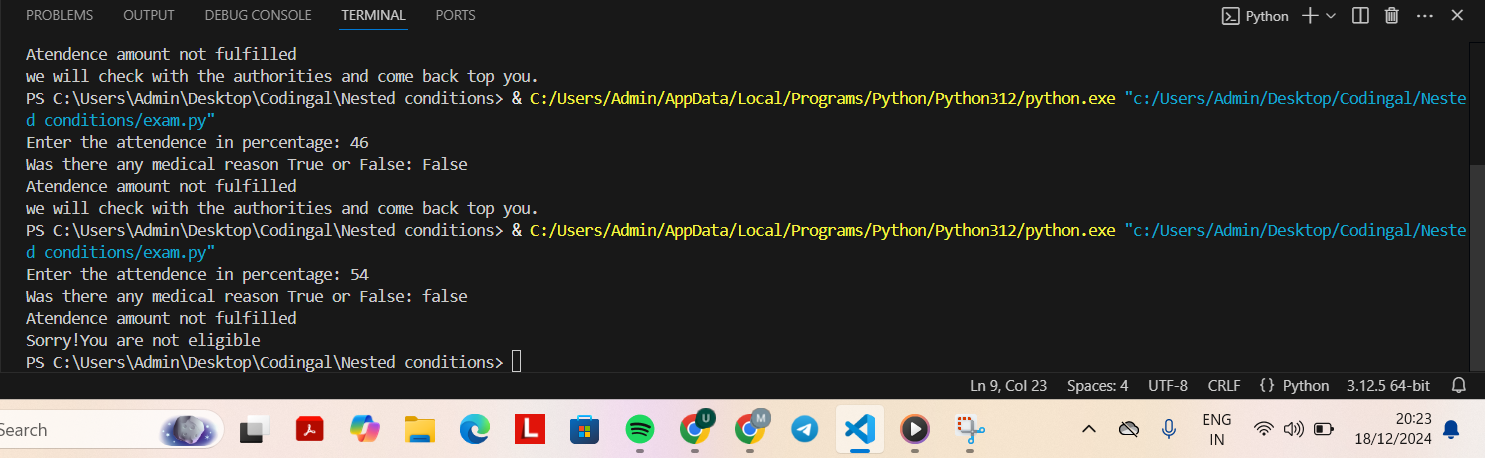 PROBLEMS OUTPUT DEBUG CONSOLE TERMINAL PORTS Python
Atendence amount not fulfilled
we will check with the authorities and come back top you.
PS C:\Users\Admin\Desktop\Codingal\Nested conditions> & C:/Users/Admin/AppData/Local/Programs/Python/Python312/python.exe "c:/Users/Admin/Desktop/Codingal/Neste
d conditions/exam.py"
Enter the attendence in percentage: 46
Was there any medical reason True or False: False
Atendence amount not fulfilled
we will check with the authorities and come back top you.
PS C:\Users\Admin\Desktop\Codingal\Nested conditions> & C:/Users/Admin/AppData/Local/Programs/Python/Python312/python.exe "c:/Users/Admin/Desktop/Codingal/Neste
d conditions/exam.py"
Enter the attendence in percentage: 54
Was there any medical reason True or False: false
Atendence amount not fulfilled
Sorry!You are not eligible
PS C:\Users\Admin\Desktop\Codingal\Nested conditions>
Ln 9, Col 23 Spaces: 4 UTF-8 CRLF {} Python 3.12.5 64-bit
Search L U M ENG 20:23
IN 18/12/2024